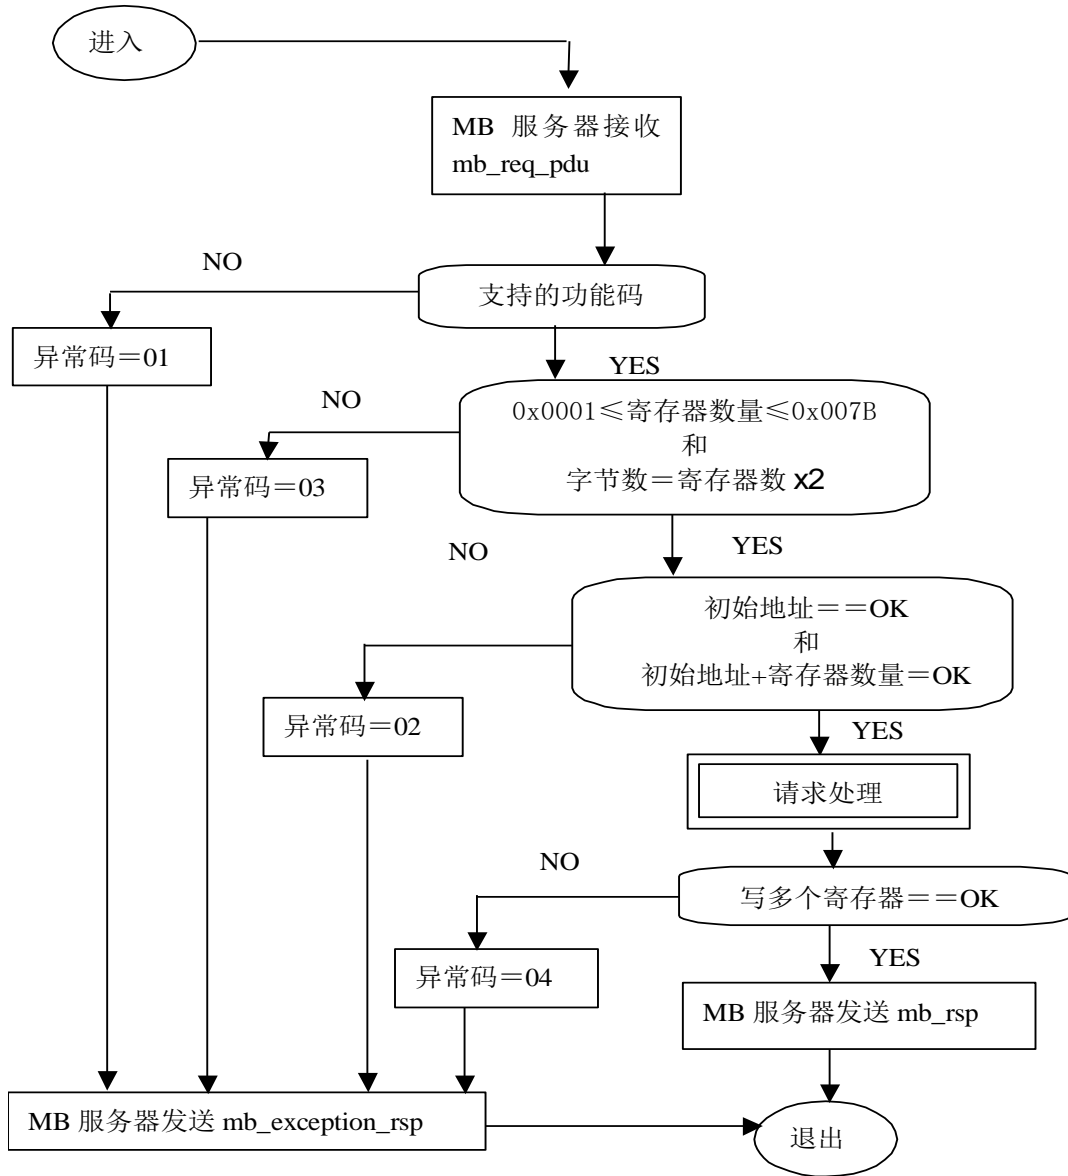 进入
MB 服务器接收
mb_req_pdu
NO
支持的功能码
异常码＝01
YES
NO
0x0001≤寄存器数量≤0x007B
和
字节数＝寄存器数 x2
异常码＝03
NO
YES
初始地址＝＝OK
和
初始地址+寄存器数量＝OK
异常码＝02
YES
请求处理
NO
写多个寄存器＝＝OK
YES
异常码＝04
MB 服务器发送 mb_rsp
MB 服务器发送 mb_exception_rsp
退出